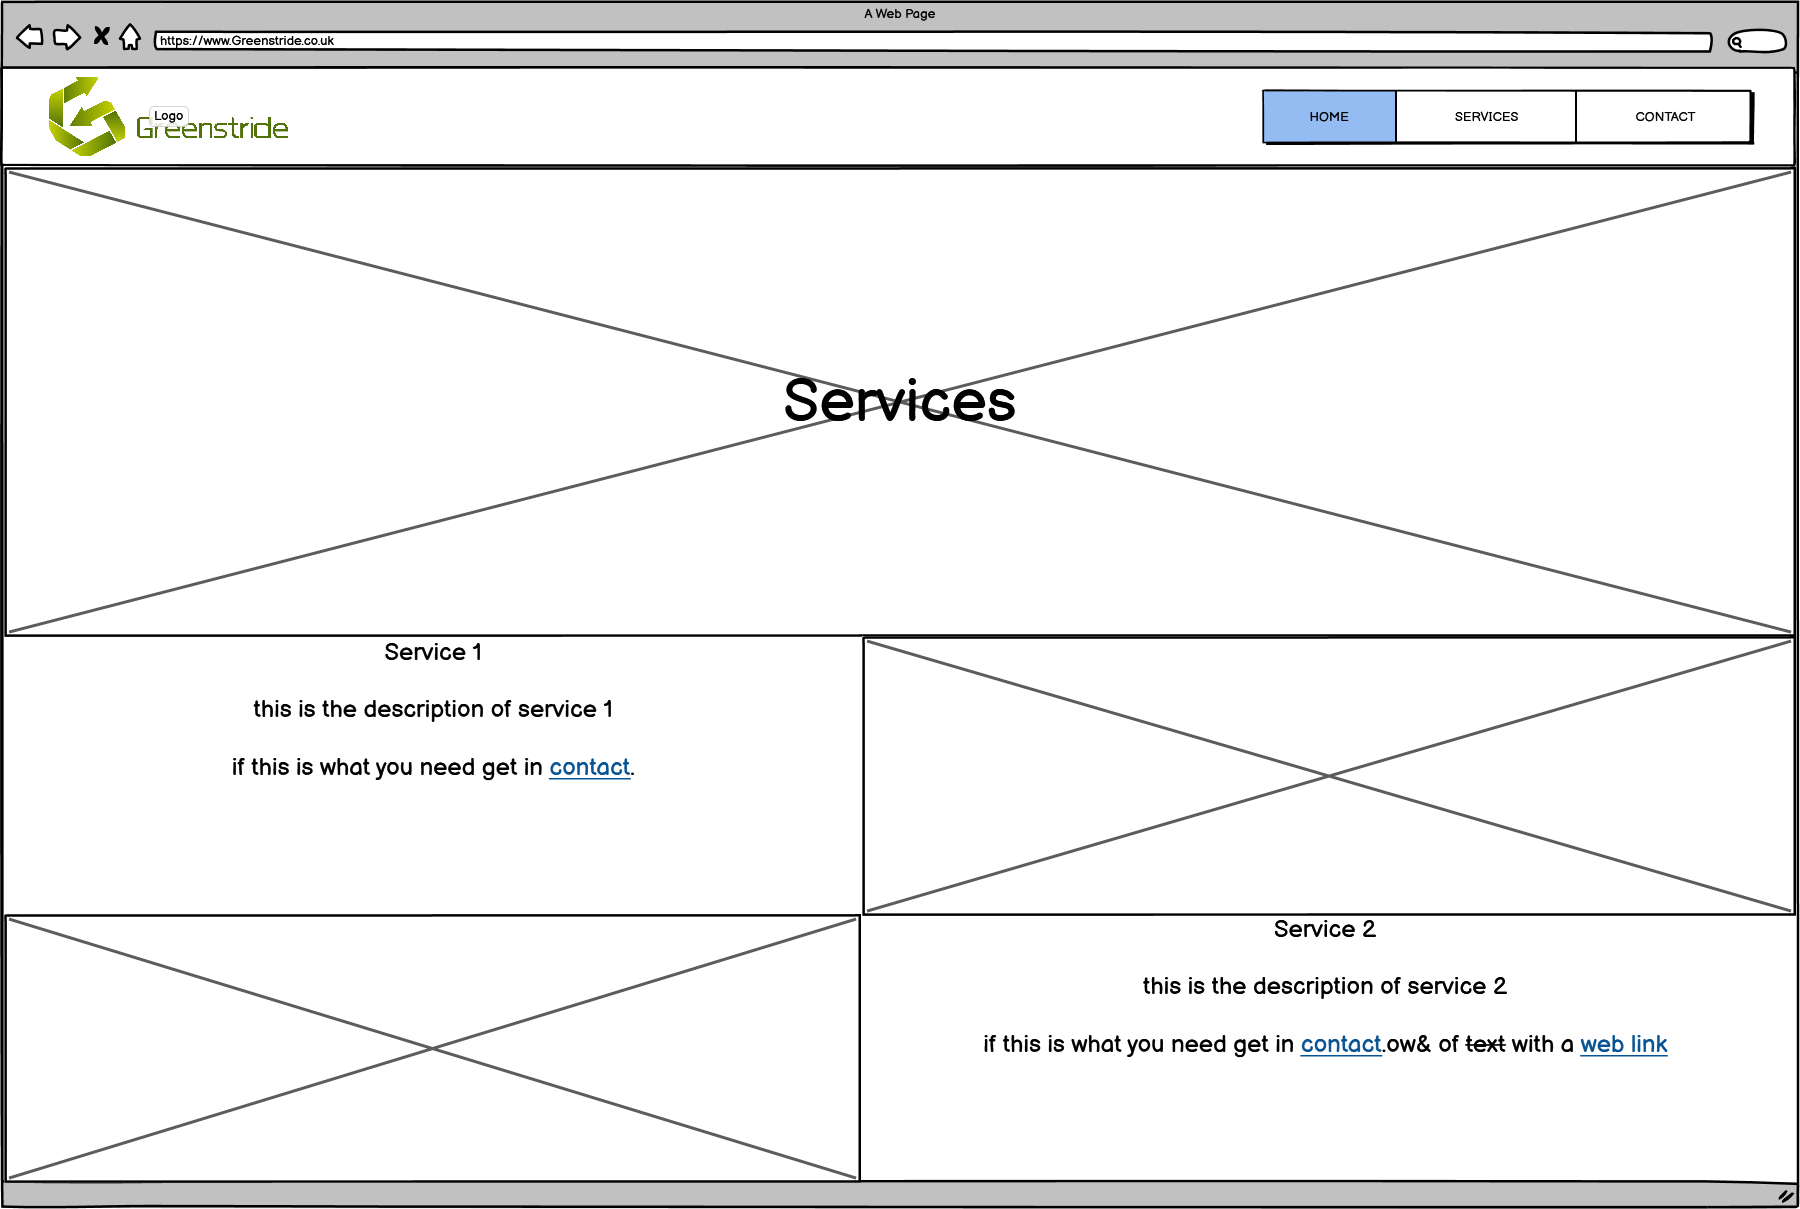 A Web Page
https://www.Greenstride.co.uk
Logo
Greenstride
HOME SERVICES CONTACT
Services
Service 1
this is the description of service 1
if this is what you need get in contact.
Service 2
this is the description of service 2
if this is what you need get in contact.ow& of text with a web link